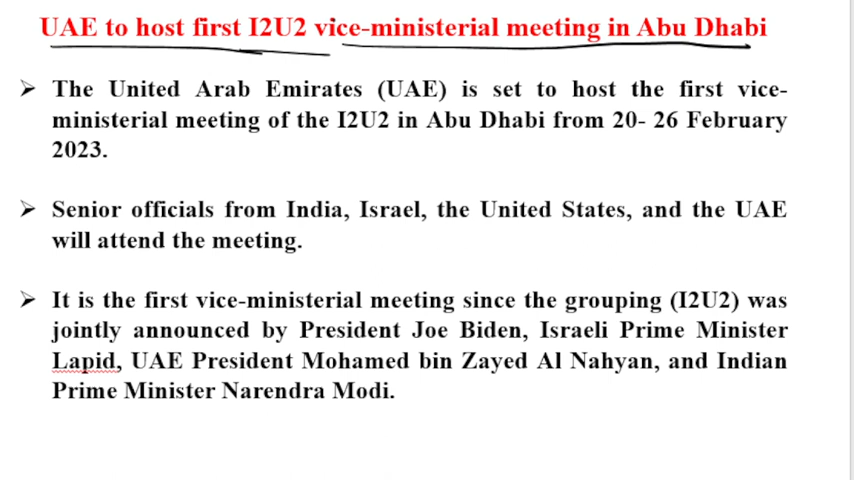 UAE to host first I2U2 vice-ministerial meeting in Abu Dhabi
The United Arab Emirates (UAE) is set to host the first vice-
ministerial meeting of the I2U2 in Abu Dhabi from 20- 26 February
2023.
Senior officials from India, Israel, the United States, and the UAE
will attend the meeting.
It is the first vice-ministerial meeting since the grouping (I2U2) was
jointly announced by President Joe Biden, Israeli Prime Minister
Lapid, UAE President Mohamed bin Zayed Al Nahyan, and Indian
Prime Minister Narendra Modi.